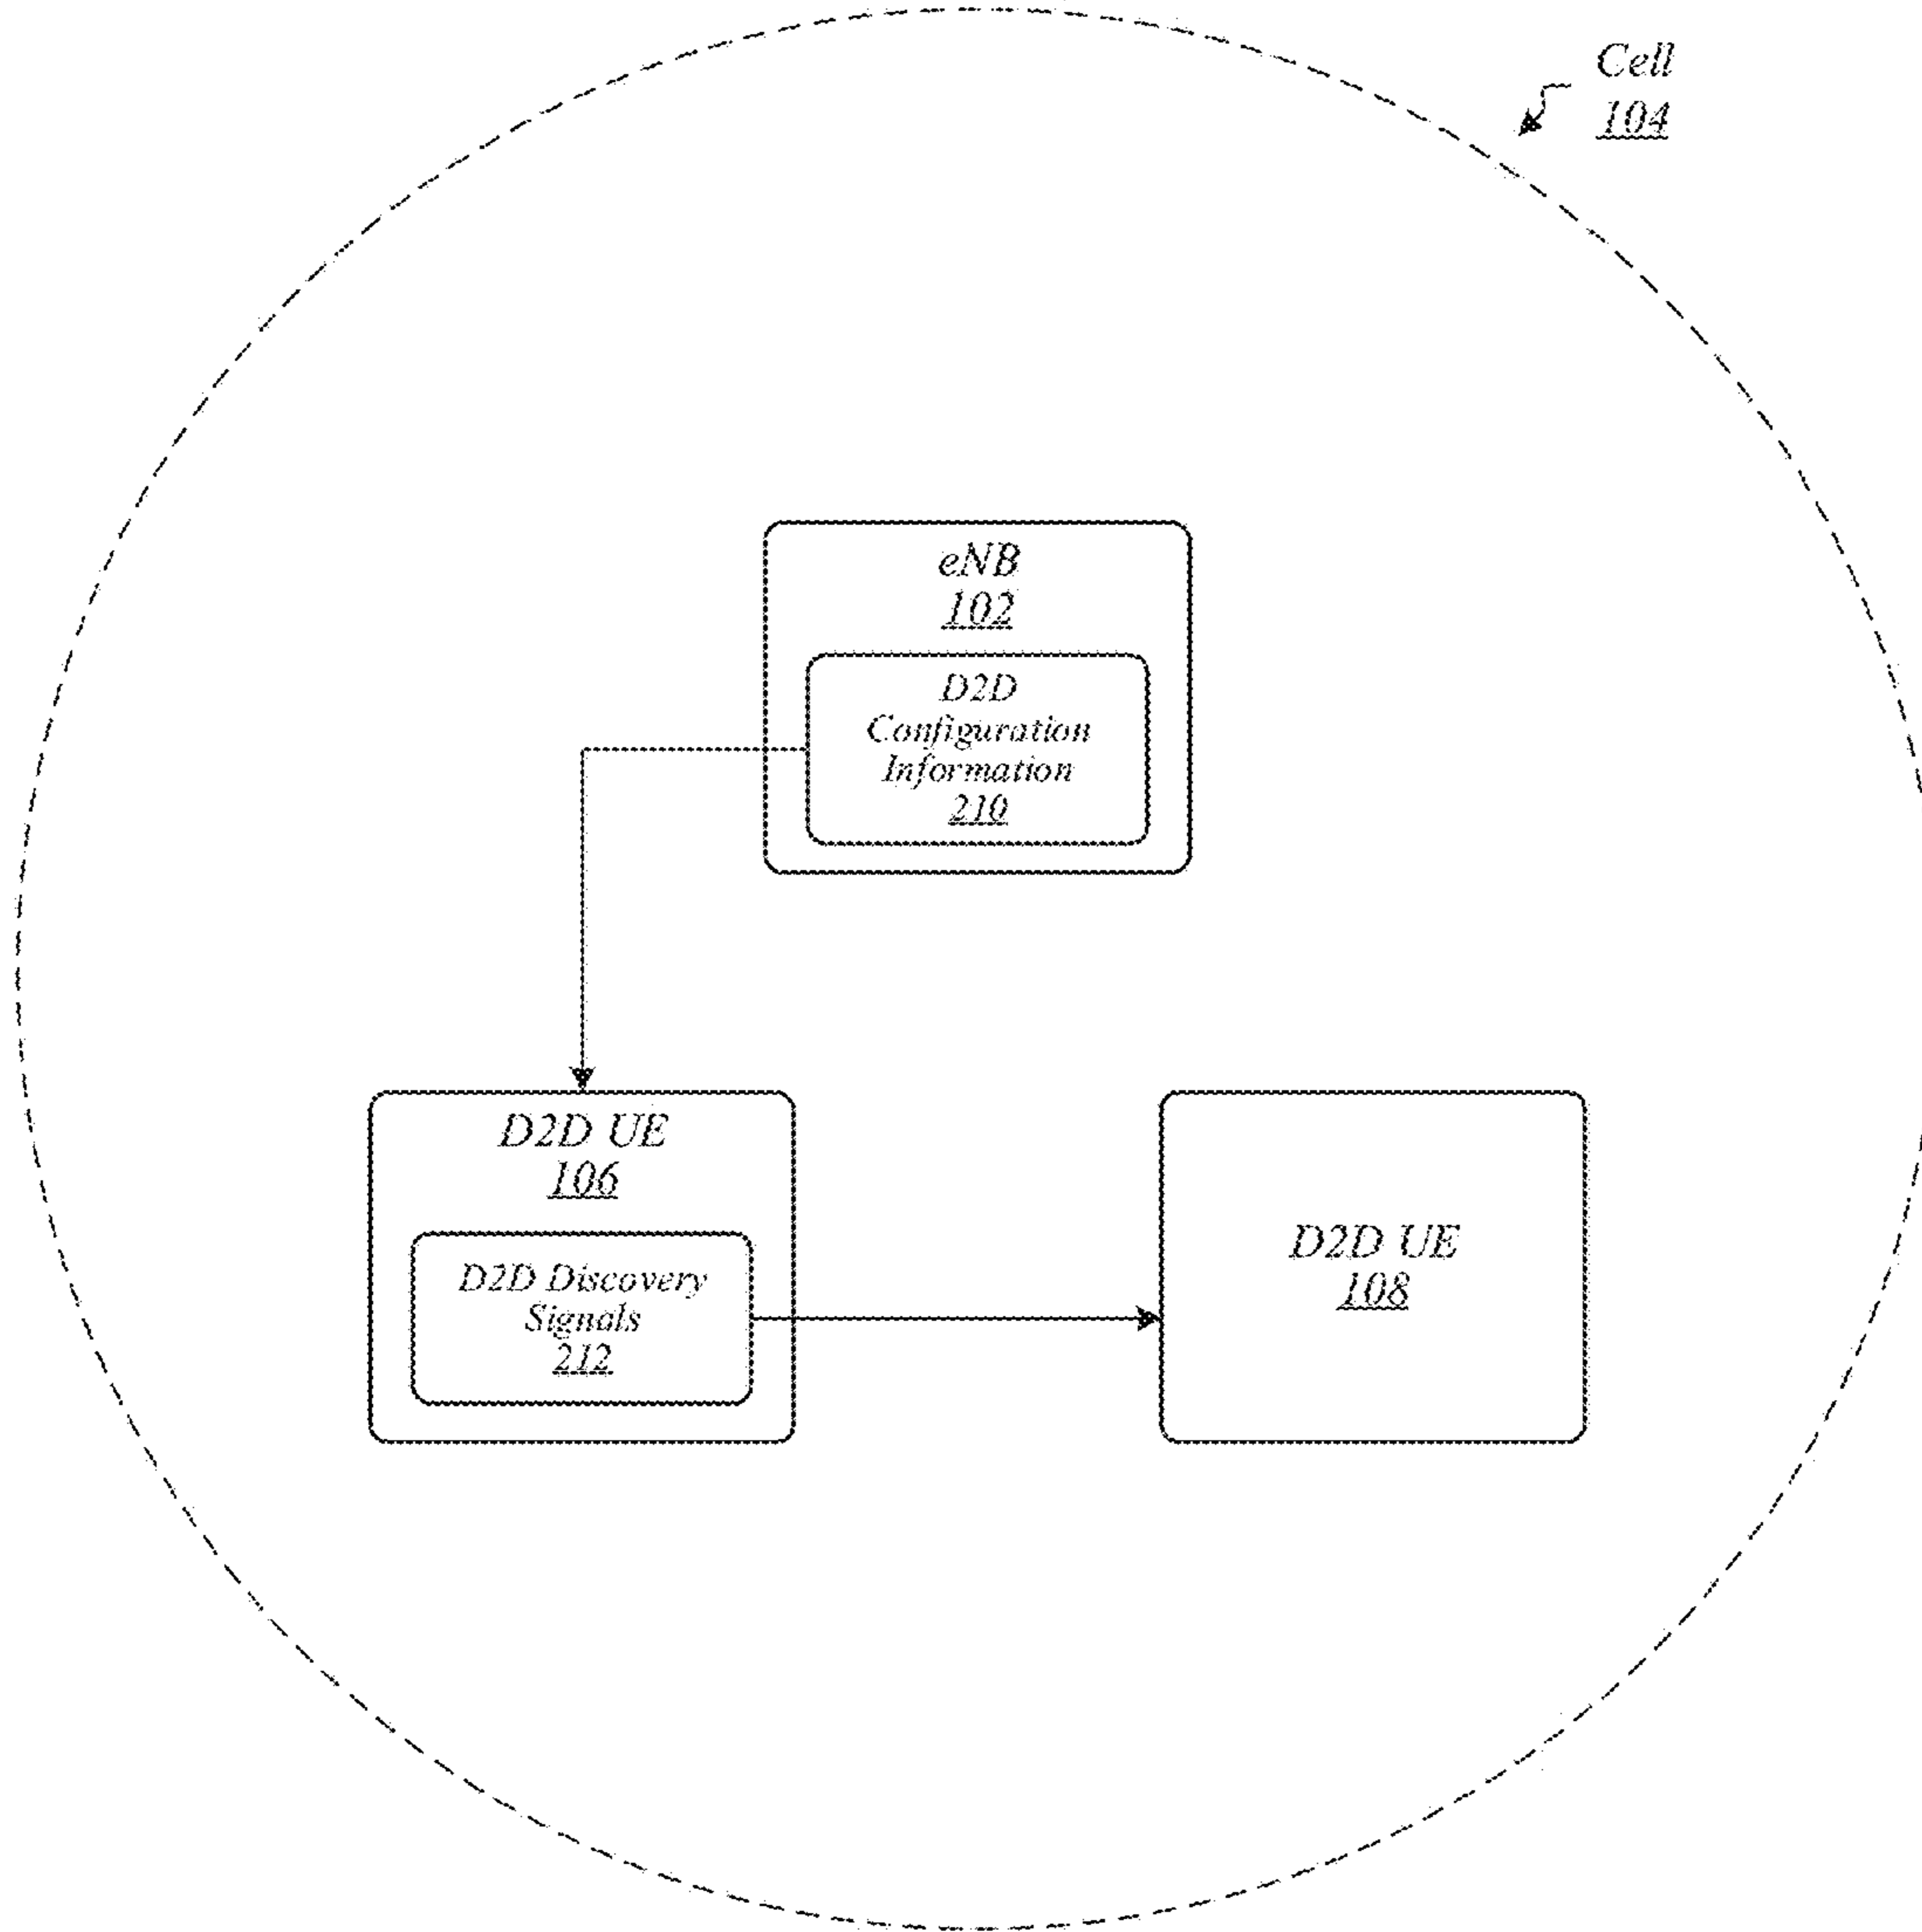 Cell
104
eNB
102
D2D
Configuration
Information
210
D2D UE
106
D2D Discovery
Signals
212
D2D UE
108